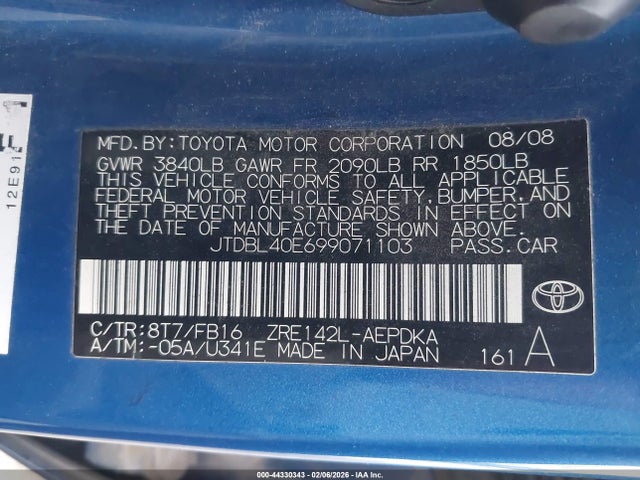 MFD.BY:TOYOTA MOTOR CORPORATION 08/08
GVWR 3840LB GAWR FR 2090LB RR 1850LB
THIS VEHICLE CONFORMS TO ALL APPLICABLE
FEDERAL MOTOR VEHICLE SAFETY,BUMPER,AND
THEFT PREVENTION STANDARDS IN EFFECT ON
THE DATE OF MANUFACTURE SHOWN ABOVE.
JTDBL40E699071103 PASS.CAR
C/TR:8T7/FB16 ZRE142L-AEPDKA
A/TM:-05A/U341E MADE IN JAPAN 161 A
12E91
000-44330343 - 02/06/2026 - IAAI.COM